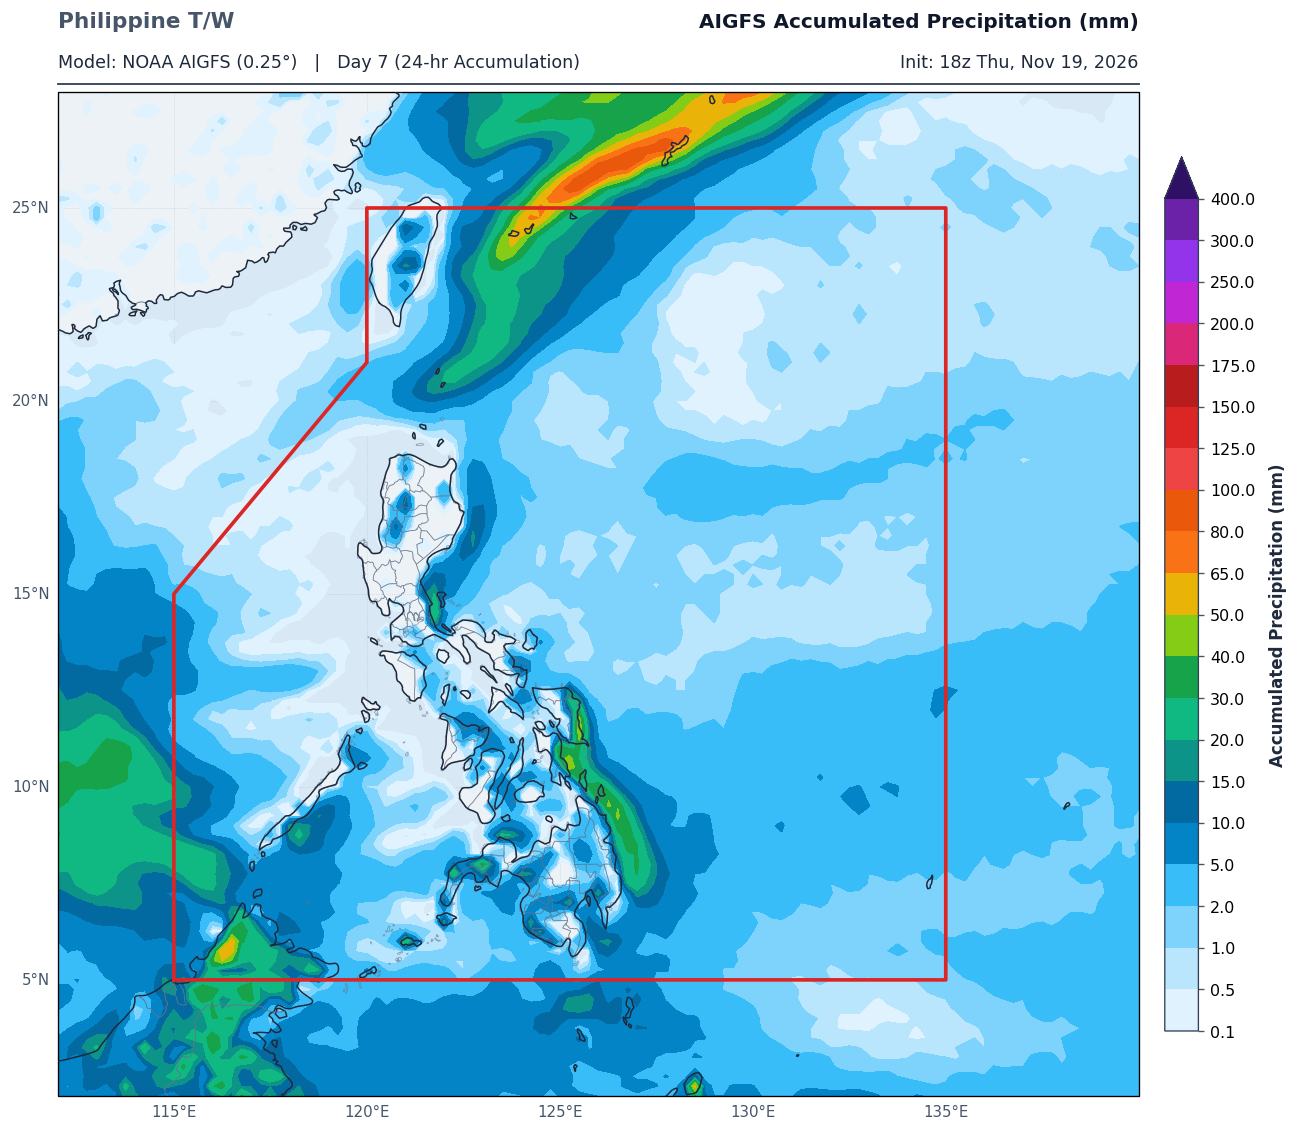 Philippine T/W
AIGFS Accumulated Precipitation (mm)
Model: NOAA AIGFS (0.25°) | Day 7 (24-hr Accumulation)
Init: 18z Thu, Nov 19, 2026
25°N
20°N
15°N
10°N
5°N
115°E
120°E
125°E
130°E
135°E
400.0
300.0
250.0
200.0
175.0
150.0
125.0
100.0
80.0
65.0
50.0
40.0
30.0
20.0
15.0
10.0
5.0
2.0
1.0
0.5
0.1
Accumulated Precipitation (mm)